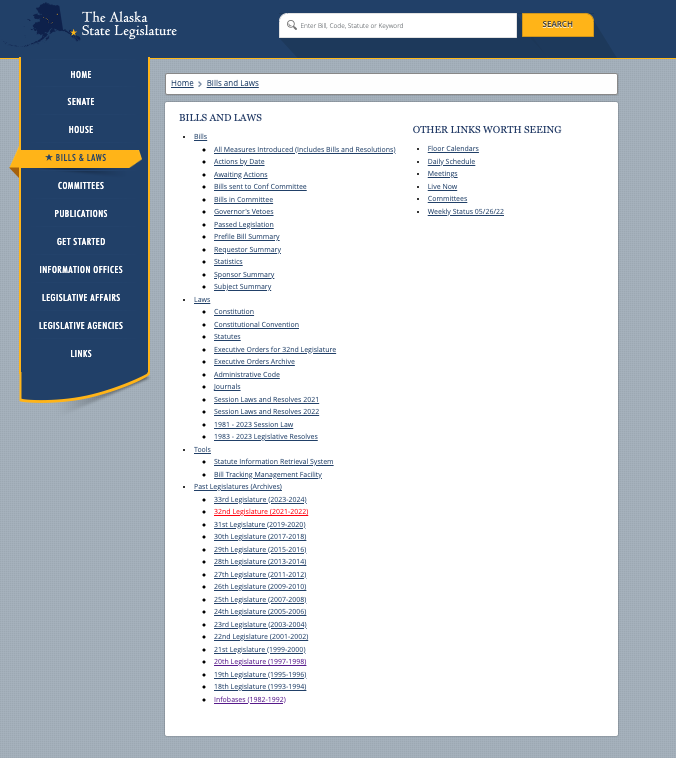 The Alaska
State Legislature
Enter Bill, Code, Statute or Keyword
SEARCH
HOME
SENATE
HOUSE
BILLS & LAWS
COMMITTEES
PUBLICATIONS
GET STARTED
INFORMATION OFFICES
LEGISLATIVE AFFAIRS
LEGISLATIVE AGENCIES
LINKS
Home > Bills and Laws
BILLS AND LAWS
Bills
All Measures Introduced (Includes Bills and Resolutions)
Actions by Date
Awaiting Actions
Bills sent to Conf Committee
Bills in Committee
Governor's Vetoes
Passed Legislation
Prefile Bill Summary
Requestor Summary
Statistics
Sponsor Summary
Subject Summary
Laws
Constitution
Constitutional Convention
Statutes
Executive Orders for 32nd Legislature
Executive Orders Archive
Administrative Code
Journals
Session Laws and Resolves 2021
Session Laws and Resolves 2022
1981 - 2023 Session Law
1983 - 2023 Legislative Resolves
Tools
Statute Information Retrieval System
Bill Tracking Management Facility
Past Legislatures (Archives)
33rd Legislature (2023-2024)
32nd Legislature (2021-2022)
31st Legislature (2019-2020)
30th Legislature (2017-2018)
29th Legislature (2015-2016)
28th Legislature (2013-2014)
27th Legislature (2011-2012)
26th Legislature (2009-2010)
25th Legislature (2007-2008)
24th Legislature (2005-2006)
23rd Legislature (2003-2004)
22nd Legislature (2001-2002)
21st Legislature (1999-2000)
20th Legislature (1997-1998)
19th Legislature (1995-1996)
18th Legislature (1993-1994)
Infobases (1982-1992)
OTHER LINKS WORTH SEEING
Floor Calendars
Daily Schedule
Meetings
Live Now
Committees
Weekly Status 05/26/22